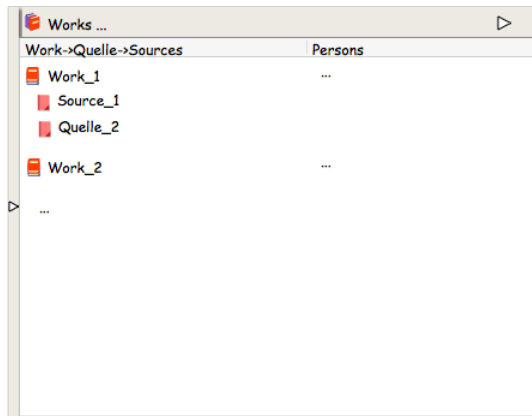 Works ...
Work->Quelle->Sources Persons
Work_1 ...
Source_1
Quelle_2
Work_2 ...
...